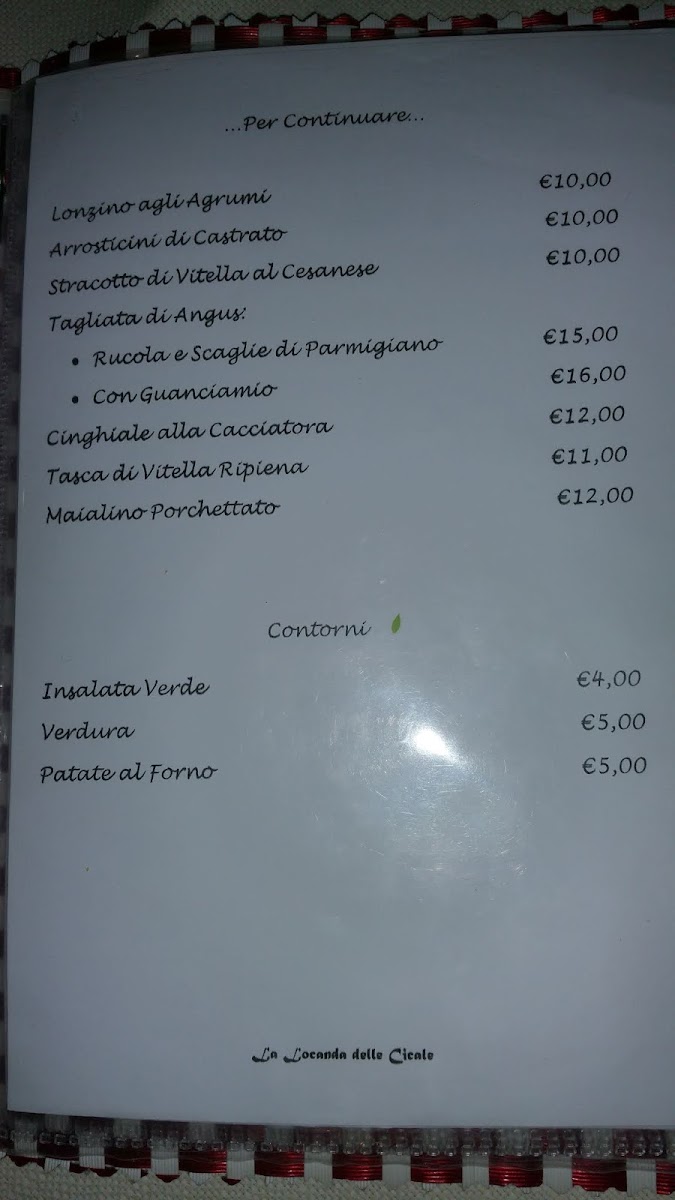 ...Per Continuare...
Lonzino agli Agrumi €10,00
Arrosticini di Castrato €10,00
Stracotto di Vitella al Cesanese €10,00
Tagliata di Angus:
• Rucola e Scaglie di Parmigiano €15,00
• Con Guanciamio €16,00
Cinghiale alla Cacciatora €12,00
Tasca di Vitella Ripiena €11,00
Maialino Porchettato €12,00
Contorni
Insalata Verde €4,00
Verdura €5,00
Patate al Forno €5,00
La Locanda delle Cicale